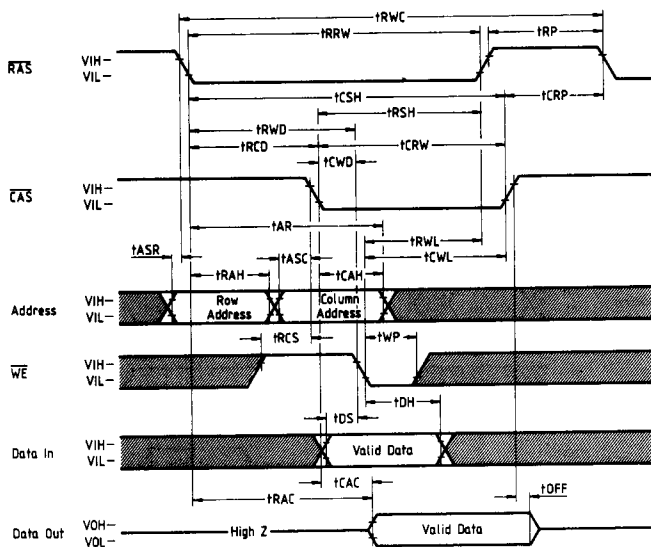 tRWC
tRRW
tRP
RAS
VIH
VIL
tCSH
tCRP
tRSH
tRWD
tRCD
tCRW
tCWD
CAS
VIH
VIL
tAR
tRWL
tASR
tASC
tCWL
tRAH
tCAH
Address
VIH
VIL
Row Address
Column Address
tRCS
tWP
WE
VIH
VIL
tDS
tDH
Data In
VIH
VIL
Valid Data
tCAC
tRAC
tOFF
Data Out
VOH
VOL
High Z
Valid Data